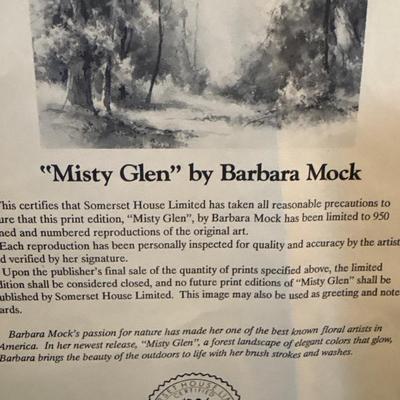 "Misty Glen" by Barbara Mock
This certifies that Somerset House Limited has taken all reasonable precautions to
ure that this print edition, "Misty Glen", by Barbara Mock has been limited to 950
ned and numbered reproductions of the original art.
Each reproduction has been personally inspected for quality and accuracy by the artist
d verified by her signature.
Upon the publisher's final sale of the quantity of prints specified above, the limited
dition shall be considered closed, and no future print editions of "Misty Glen" shall be
ublished by Somerset House Limited. This image may also be used as greeting and note
ards.
Barbara Mock's passion for nature has made her one of the best known floral artists in
America. In her newest release, "Misty Glen", a forest landscape of elegant colors that glow,
Barbara brings the beauty of the outdoors to life with her brush strokes and washes.
SET HOUSE LI
CERTIFIED